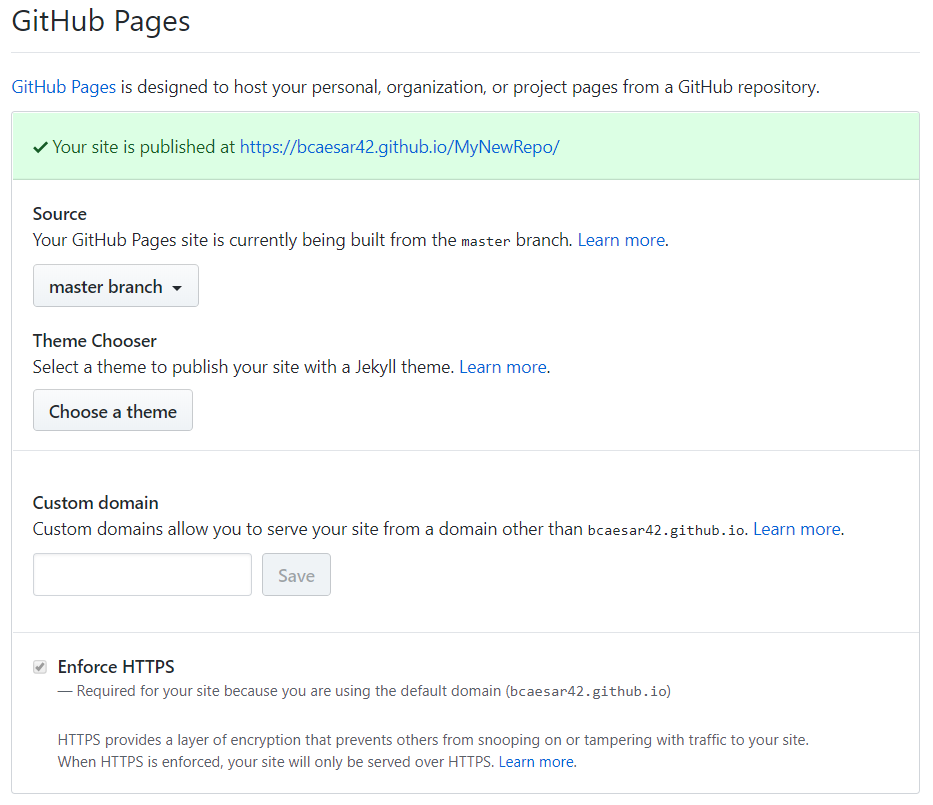 GitHub Pages
GitHub Pages is designed to host your personal, organization, or project pages from a GitHub repository.
Your site is published at https://bcaesar42.github.io/MyNewRepo/
Source
Your GitHub Pages site is currently being built from the master branch. Learn more.
master branch
Theme Chooser
Select a theme to publish your site with a Jekyll theme. Learn more.
Choose a theme
Custom domain
Custom domains allow you to serve your site from a domain other than bcaesar42.github.io. Learn more.
Save
Enforce HTTPS
— Required for your site because you are using the default domain (bcaesar42.github.io)
HTTPS provides a layer of encryption that prevents others from snooping on or tampering with traffic to your site.
When HTTPS is enforced, your site will only be served over HTTPS. Learn more.